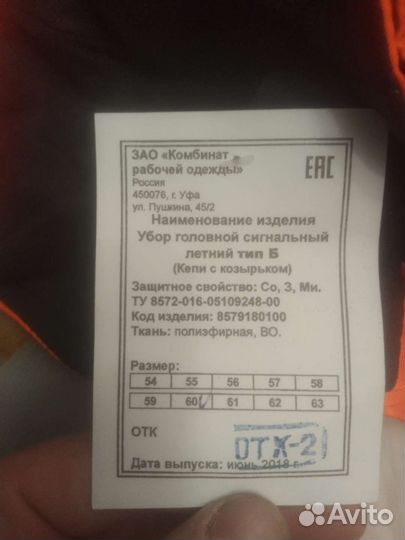 ЗАО «Комбинат
рабочей одежды»
EAC
Россия
450076, г. Уфа
ул. Пушкина, 45/2
Наименование изделия
Убор головной сигнальный
летний тип Б
(Кепи с козырьком)
Защитное свойство: Со, З, Ми.
ТУ 8572-016-05109248-00
Код изделия: 8579180100
Ткань: полиэфирная, ВО.
Размер:
54 55 56 57 58
59 60 61 62 63
ОТК
ОТК-2
Дата выпуска: июнь 2018 г.
Avito